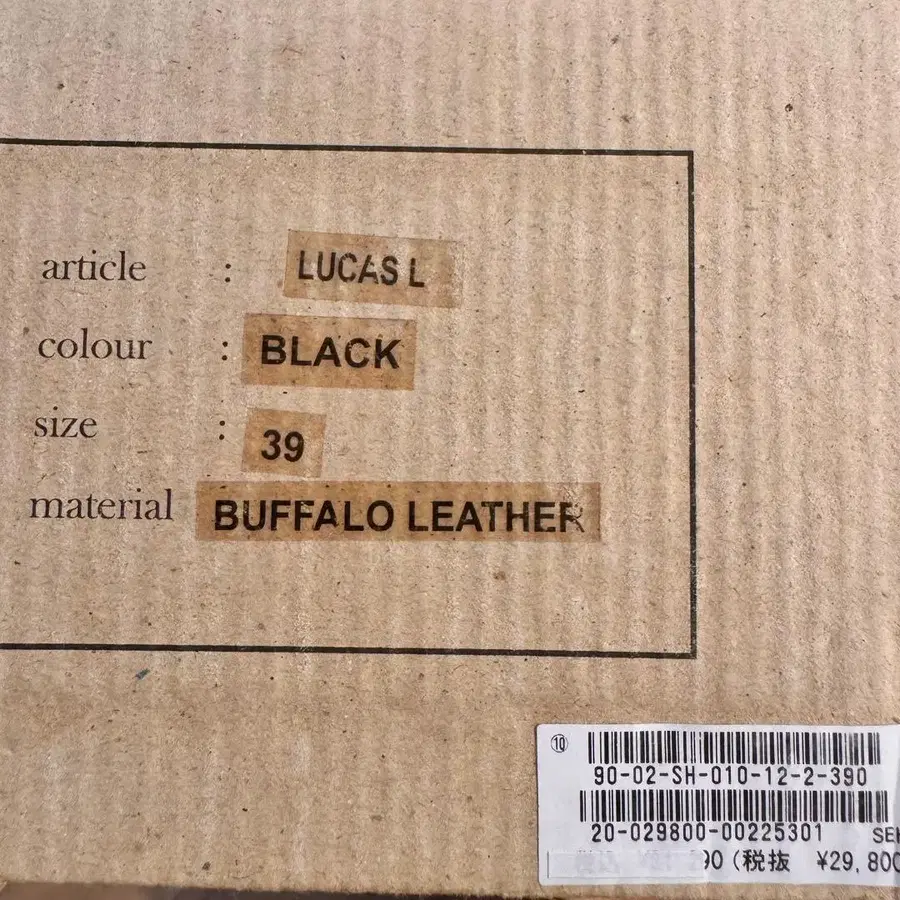 article : LUCAS L
colour : BLACK
size : 39
material BUFFALO LEATHER
⑩
90-02-SH-010-12-2-390
20-029800-00225301
90 (税抜 ¥29,800